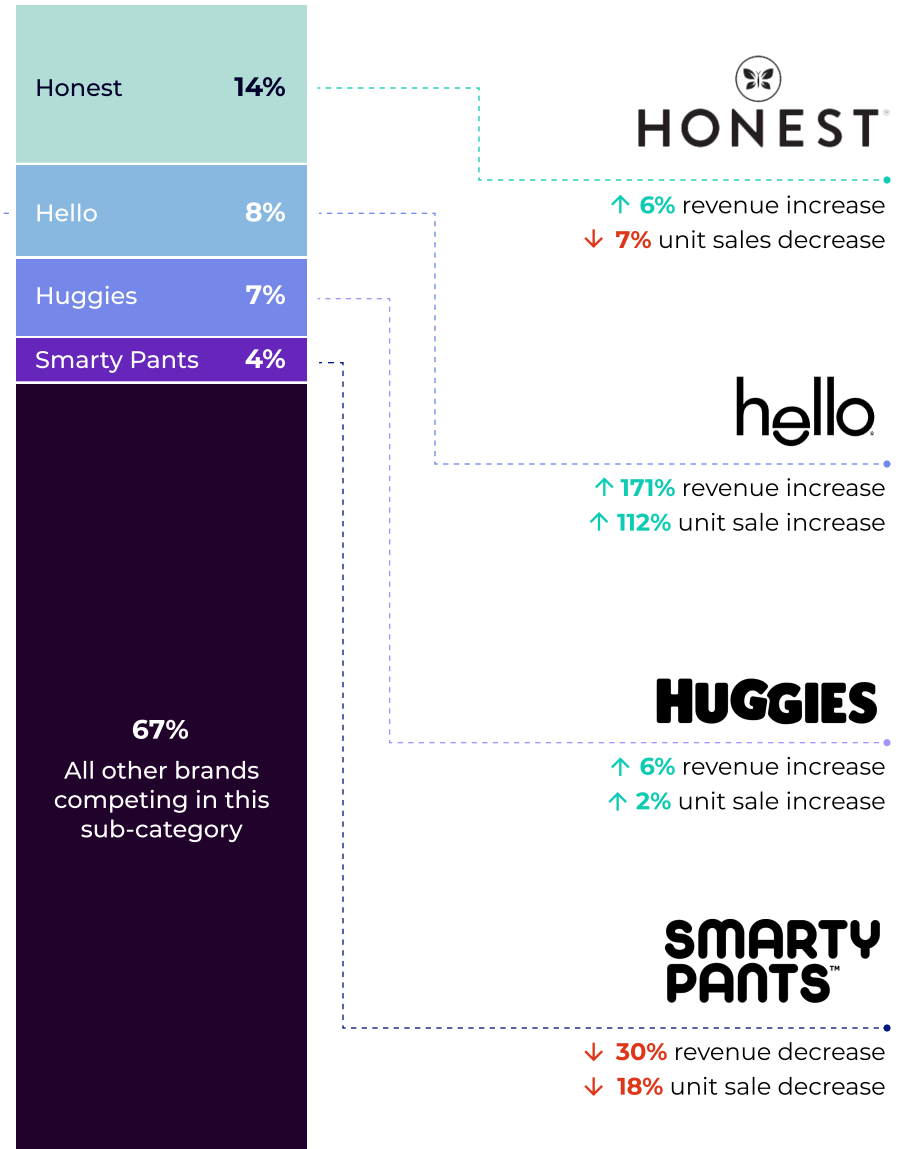 Honest 14%
Hello 8%
Huggies 7%
Smarty Pants 4%
67%
All other brands
competing in this
sub-category
HONEST®
↑ 6% revenue increase
↓ 7% unit sales decrease
hello®
↑ 171% revenue increase
↑ 112% unit sale increase
HUGGIES
↑ 6% revenue increase
↑ 2% unit sale increase
SMARTY
PANTS™
↓ 30% revenue decrease
↓ 18% unit sale decrease